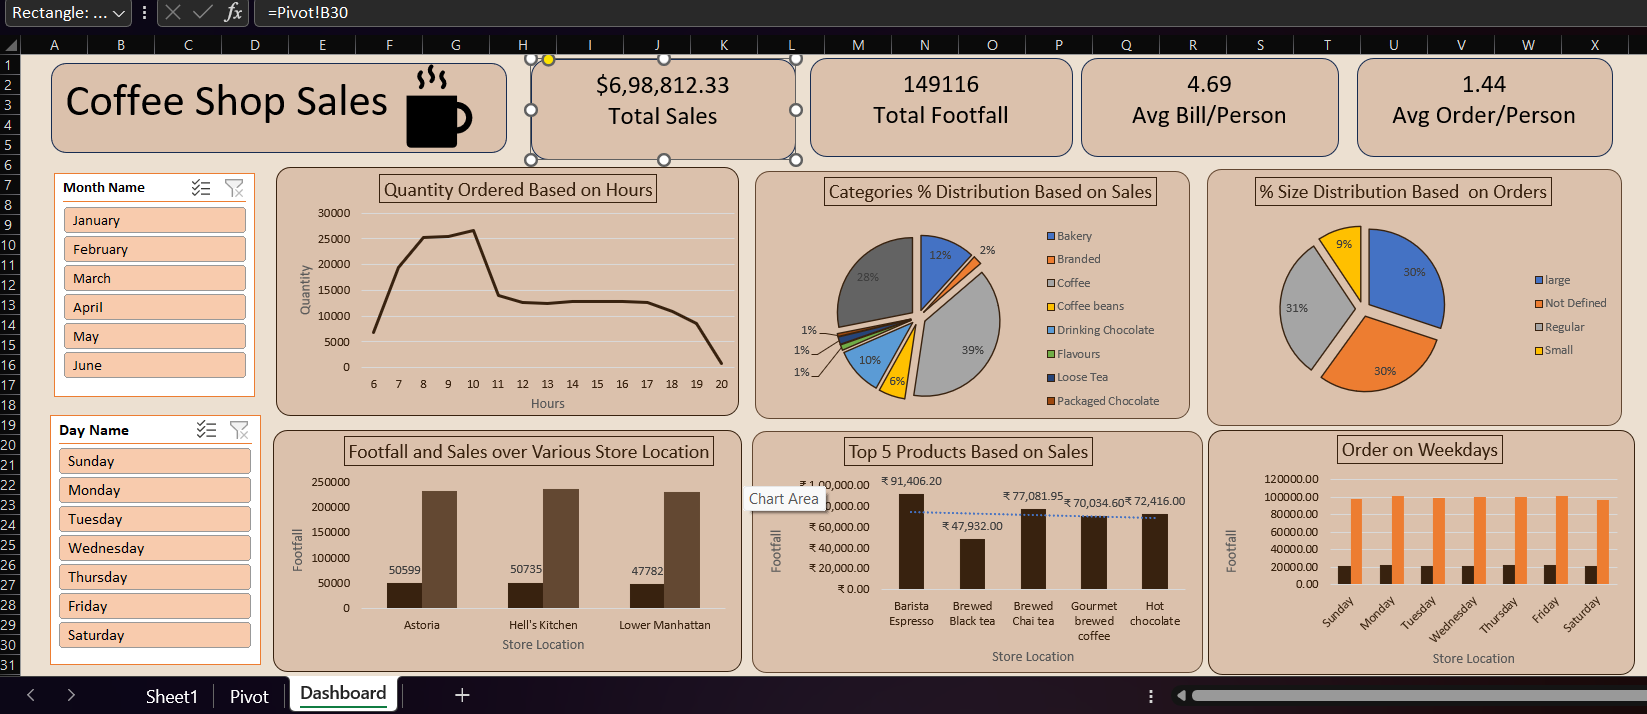 Rectangle: ...
fx
=Pivot!B30
A B C D E F G H I J K L M N O P Q R S T U V W X
1
2
3
4
5
6
7
8
9
10
11
12
13
14
15
16
17
18
19
20
21
22
23
24
25
26
27
28
29
30
31
Coffee Shop Sales
$6,98,812.33
Total Sales
149116
Total Footfall
4.69
Avg Bill/Person
1.44
Avg Order/Person
Month Name
January
February
March
April
May
June
Quantity Ordered Based on Hours
30000
25000
20000
15000
10000
5000
0
Quantity
6 7 8 9 10 11 12 13 14 15 16 17 18 19 20
Hours
Categories % Distribution Based on Sales
12%
2%
39%
6%
10%
1%
1%
1%
28%
Bakery
Branded
Coffee
Coffee beans
Drinking Chocolate
Flavours
Loose Tea
Packaged Chocolate
% Size Distribution Based on Orders
30%
30%
31%
9%
large
Not Defined
Regular
Small
Day Name
Sunday
Monday
Tuesday
Wednesday
Thursday
Friday
Saturday
Footfall and Sales over Various Store Location
250000
200000
150000
100000
50000
0
Footfall
50599 50735 47782
Astoria Hell's Kitchen Lower Manhattan
Store Location
Chart Area
Top 5 Products Based on Sales
₹ 60,000.00
₹ 40,000.00
₹ 20,000.00
₹ 0.00
Footfall
₹ 91,406.20
₹ 47,932.00
₹ 77,081.95
₹ 70,034.60
₹ 72,416.00
Barista Espresso
Brewed Black tea
Brewed Chai tea
Gourmet brewed coffee
Hot chocolate
Store Location
Order on Weekdays
120000.00
100000.00
80000.00
60000.00
40000.00
20000.00
0.00
Footfall
Sunday Monday Tuesday Wednesday Thursday Friday Saturday
Store Location
Sheet1 Pivot Dashboard